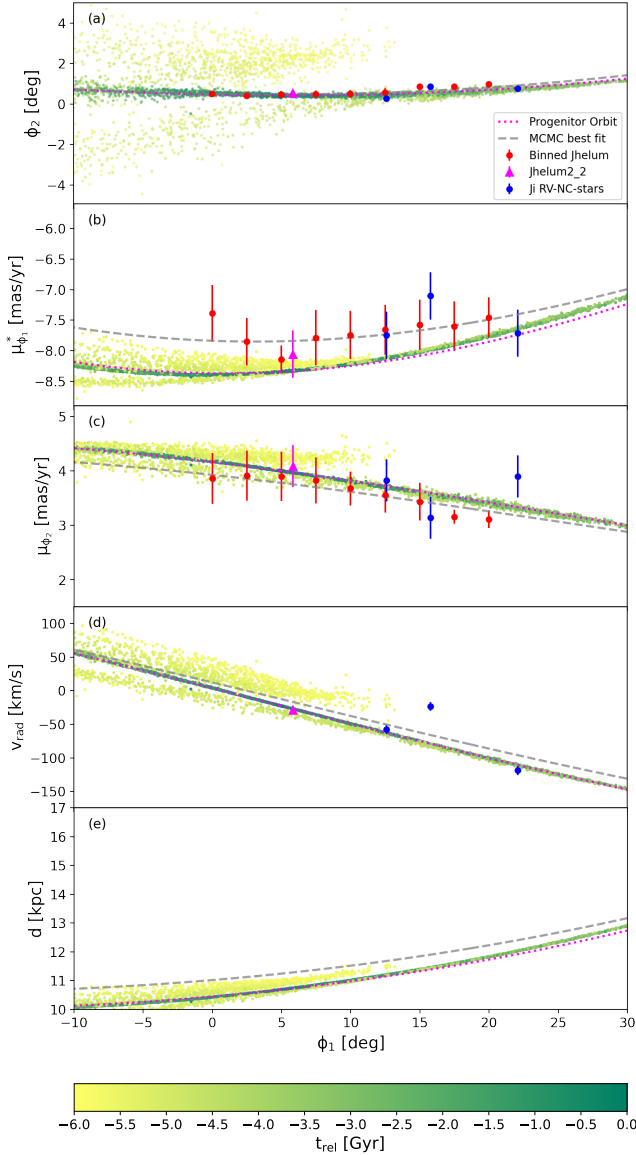 (a)
4
2
0
−2
−4
ϕ2 [deg]
Progenitor Orbit
MCMC best fit
Binned Jhelum
Jhelum2_2
Ji RV-NC-stars
(b)
−6.0
−6.5
−7.0
−7.5
−8.0
−8.5
μ*ϕ1 [mas/yr]
(c)
5
4
3
2
μϕ2 [mas/yr]
(d)
100
50
0
−50
−100
−150
vrad [km/s]
(e)
17
16
15
14
13
12
11
10
d [kpc]
−10 −5 0 5 10 15 20 25 30
ϕ1 [deg]
−6.0 −5.5 −5.0 −4.5 −4.0 −3.5 −3.0 −2.5 −2.0 −1.5 −1.0 −0.5 0.0
trel [Gyr]